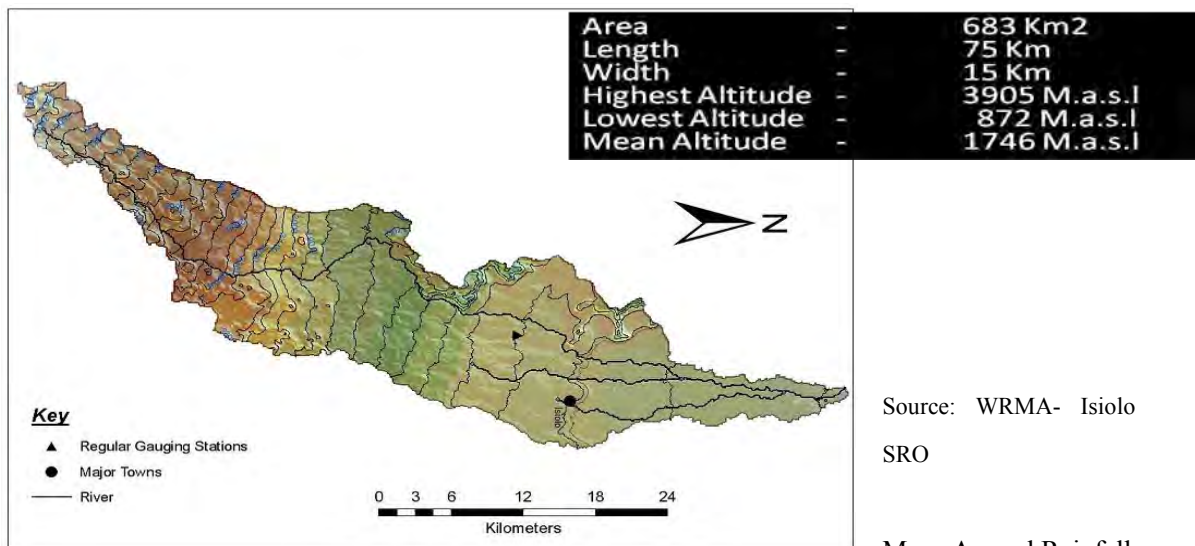 Area - 683 Km2
Length - 75 Km
Width - 15 Km
Highest Altitude - 3905 M.a.s.l
Lowest Altitude - 872 M.a.s.l
Mean Altitude - 1746 M.a.s.l
N
Isiolo
Key
Regular Gauging Stations
Major Towns
River
0 3 6 12 18 24
Kilometers
Source: WRMA- Isiolo
SRO